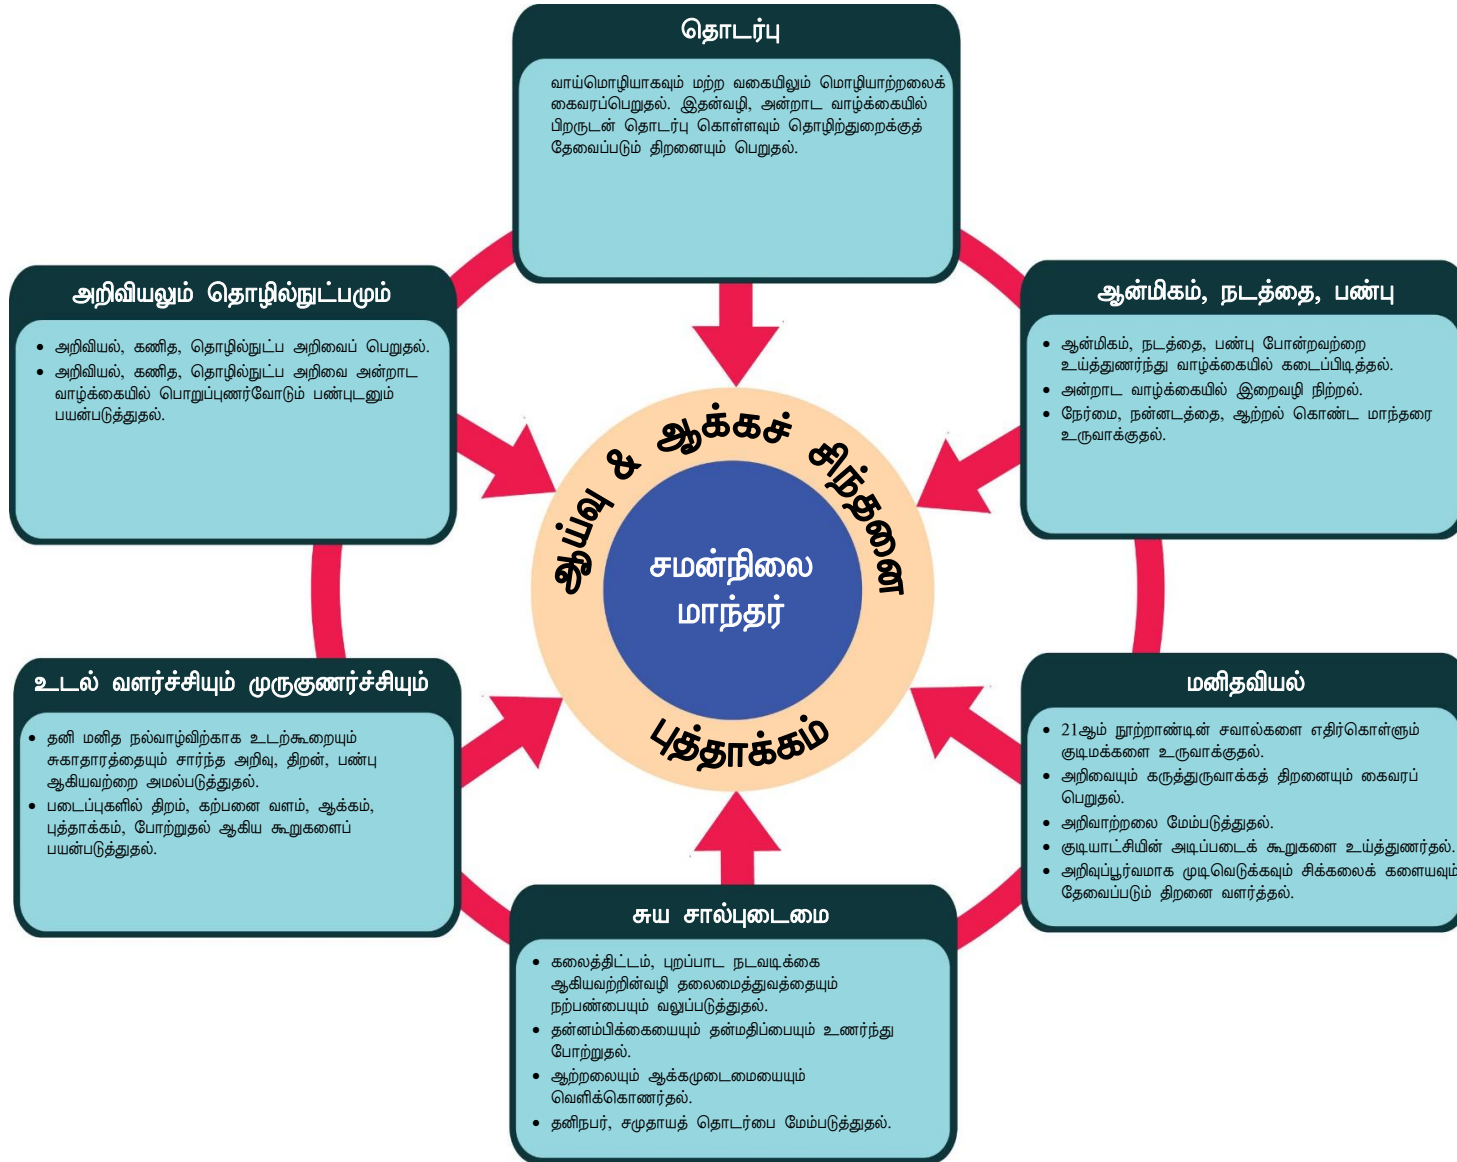 தொடர்பு
வாய்மொழியாகவும் மற்ற வகையிலும் மொழியாற்றலைக்
கைவரப்பெறுதல். இதன்வழி, அன்றாட வாழ்க்கையில்
பிறருடன் தொடர்பு கொள்ளவும் தொழிற்துறைக்குத்
தேவைப்படும் திறனையும் பெறுதல்.
அறிவியலும் தொழில்நுட்பமும்
• அறிவியல், கணித, தொழில்நுட்ப அறிவைப் பெறுதல்.
• அறிவியல், கணித, தொழில்நுட்ப அறிவை அன்றாட
வாழ்க்கையில் பொறுப்புணர்வோடும் பண்புடனும்
பயன்படுத்துதல்.
ஆன்மிகம், நடத்தை, பண்பு
• ஆன்மிகம், நடத்தை, பண்பு போன்றவற்றை
உய்த்துணர்ந்து வாழ்க்கையில் கடைப்பிடித்தல்.
• அன்றாட வாழ்க்கையில் இறைவழி நிற்றல்.
• நேர்மை, நன்னடத்தை, ஆற்றல் கொண்ட மாந்தரை
உருவாக்குதல்.
ஆய்வு & ஆக்கச் சிந்தனை
சமன்நிலை
மாந்தர்
புத்தாக்கம்
உடல் வளர்ச்சியும் முருகுணர்ச்சியும்
• தனி மனித நல்வாழ்விற்காக உடற்கூறையும்
சுகாதாரத்தையும் சார்ந்த அறிவு, திறன், பண்பு
ஆகியவற்றை அமல்படுத்துதல்.
• படைப்புகளில் திறம், கற்பனை வளம், ஆக்கம்,
புத்தாக்கம், போற்றுதல் ஆகிய கூறுகளைப்
பயன்படுத்துதல்.
மனிதவியல்
• 21ஆம் நூற்றாண்டின் சவால்களை எதிர்கொள்ளும்
குடிமக்களை உருவாக்குதல்.
• அறிவையும் கருத்துருவாக்கத் திறனையும் கைவரப்
பெறுதல்.
• அறிவாற்றலை மேம்படுத்துதல்.
• குடியாட்சியின் அடிப்படைக் கூறுகளை உய்த்துணர்தல்.
• அறிவுப்பூர்வமாக முடிவெடுக்கவும் சிக்கலைக் களையவும்
தேவைப்படும் திறனை வளர்த்தல்.
சுய சால்புடைமை
• கலைத்திட்டம், புறப்பாட நடவடிக்கை
ஆகியவற்றின்வழி தலைமைத்துவத்தையும்
நற்பண்பையும் வலுப்படுத்துதல்.
• தன்னம்பிக்கையையும் தன்மதிப்பையும் உணர்ந்து
போற்றுதல்.
• ஆற்றலையும் ஆக்கமுடைமையையும்
வெளிக்கொணர்தல்.
• தனிநபர், சமுதாயத் தொடர்பை மேம்படுத்துதல்.